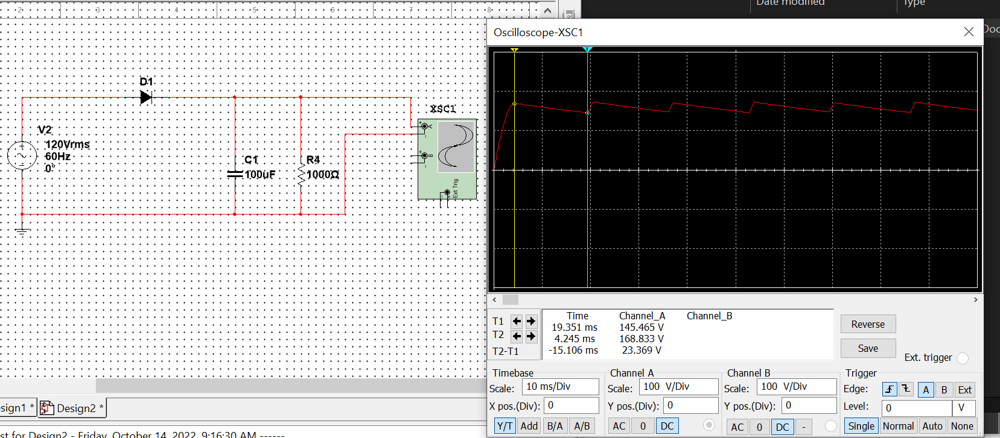 2 3 4 5 6 7 8
Date modified Type
Oscilloscope-XSC1
Doc
D1
XSC1
V2
120Vrms
60Hz
0°
C1
100uF
R4
1000Ω
A
B
Ext Trig
Time Channel_A Channel_B
T1 19.351 ms 145.465 V
T2 4.245 ms 168.833 V
T2-T1 -15.106 ms 23.369 V
Reverse
Save
Ext. trigger
Timebase
Scale: 10 ms/Div
X pos.(Div): 0
Y/T Add B/A A/B
Channel A
Scale: 100 V/Div
Y pos.(Div): 0
AC 0 DC
Channel B
Scale: 100 V/Div
Y pos.(Div): 0
AC 0 DC -
Trigger
Edge: A B Ext
Level: 0 V
Single Normal Auto None
sign1 * Design2 *
st for Design2 - Friday, October 14, 2022, 9:16:30 AM ------